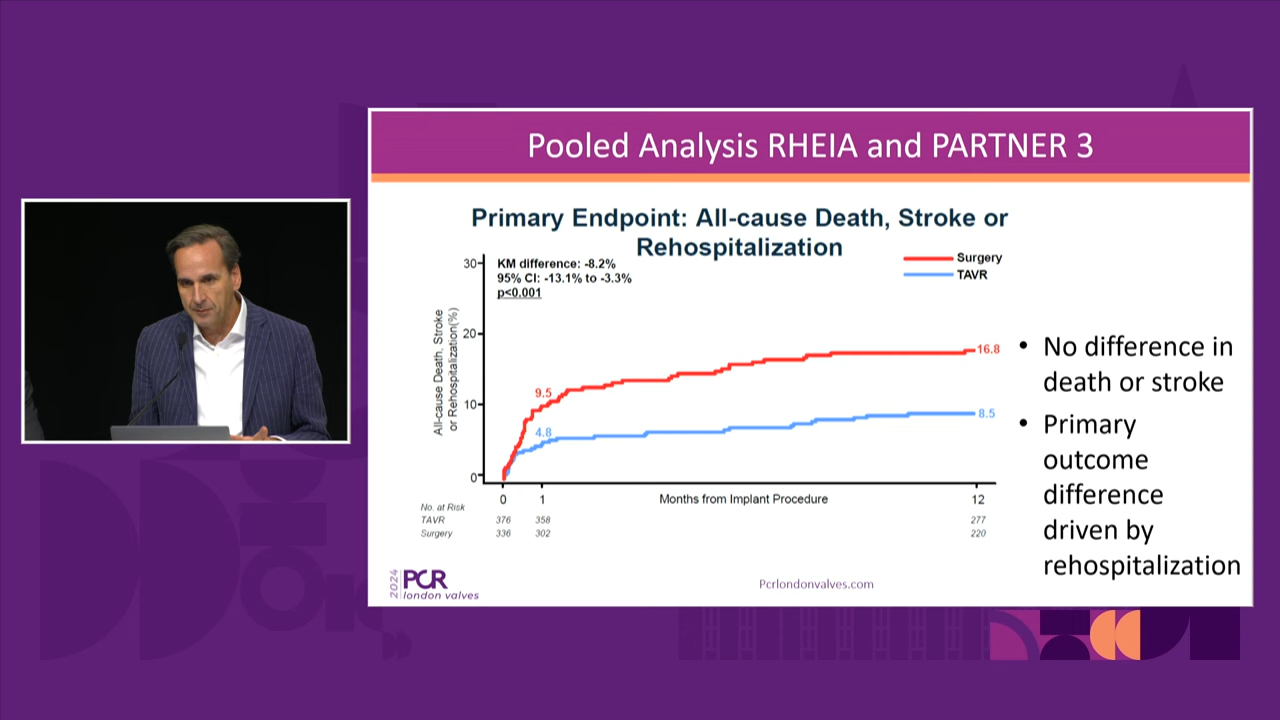 Pooled Analysis RHEIA and PARTNER 3
Primary Endpoint: All-cause Death, Stroke or
Rehospitalization
KM difference: -8.2%
95% CI: -13.1% to -3.3%
p<0.001
Surgery
TAVR
All-cause Death, Stroke
or Rehospitalization(%)
30
20
10
0
9.5
4.8
16.8
8.5
0
1
Months from Implant Procedure
12
No. at Risk
TAVR 376 358 277
Surgery 336 302 220
• No difference in
death or stroke
• Primary
outcome
difference
driven by
rehospitalization
2024
PCR
london valves
Pcrlondonvalves.com